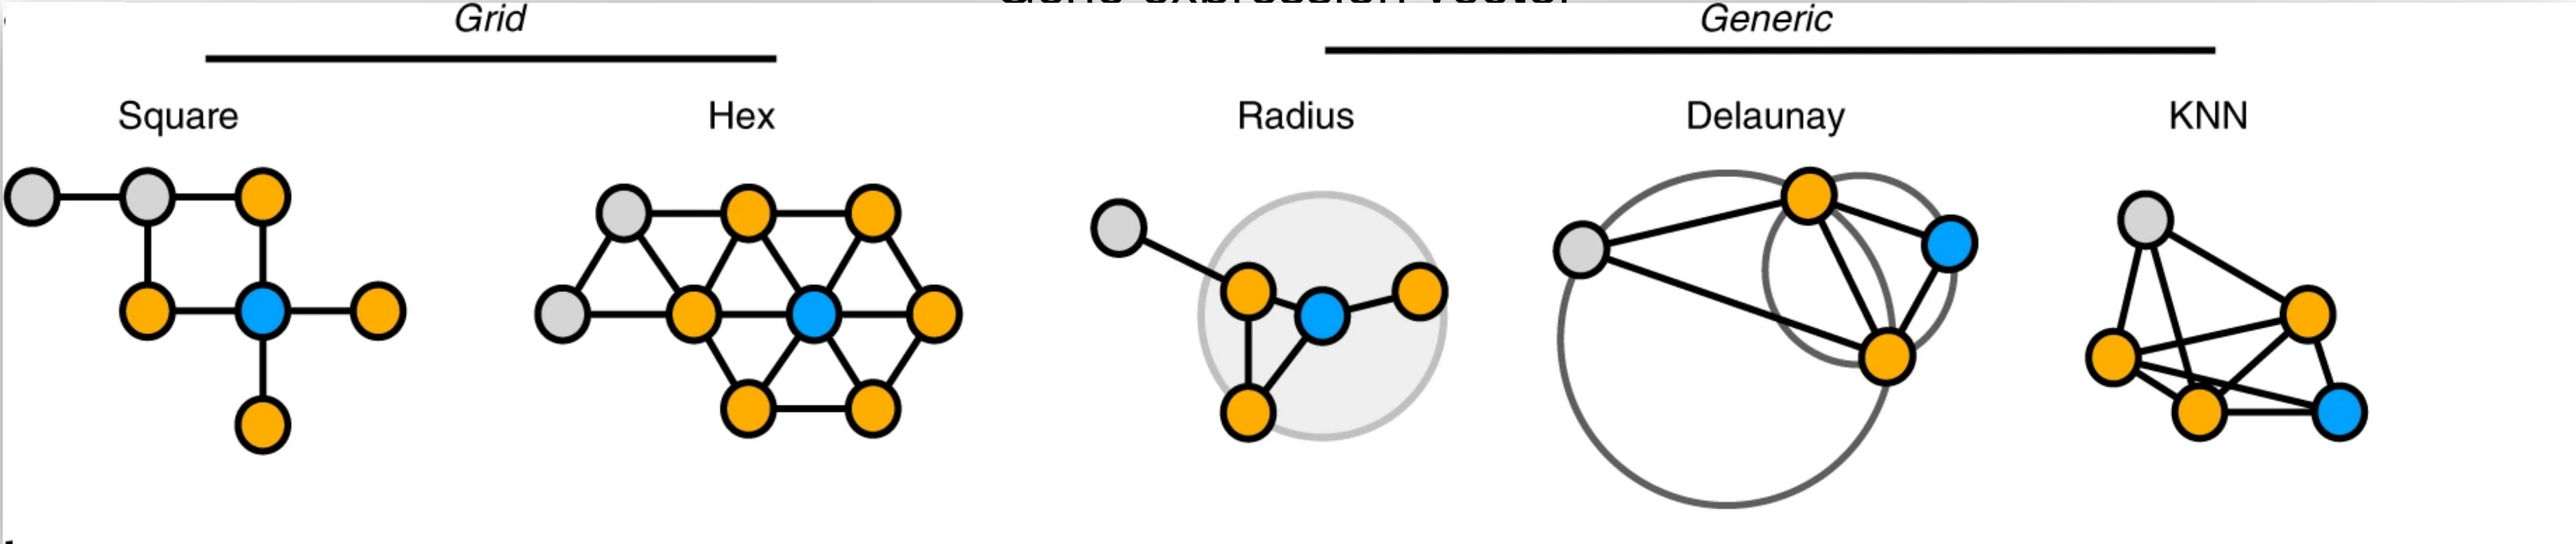 Grid
Generic
Square
Hex
Radius
Delaunay
KNN